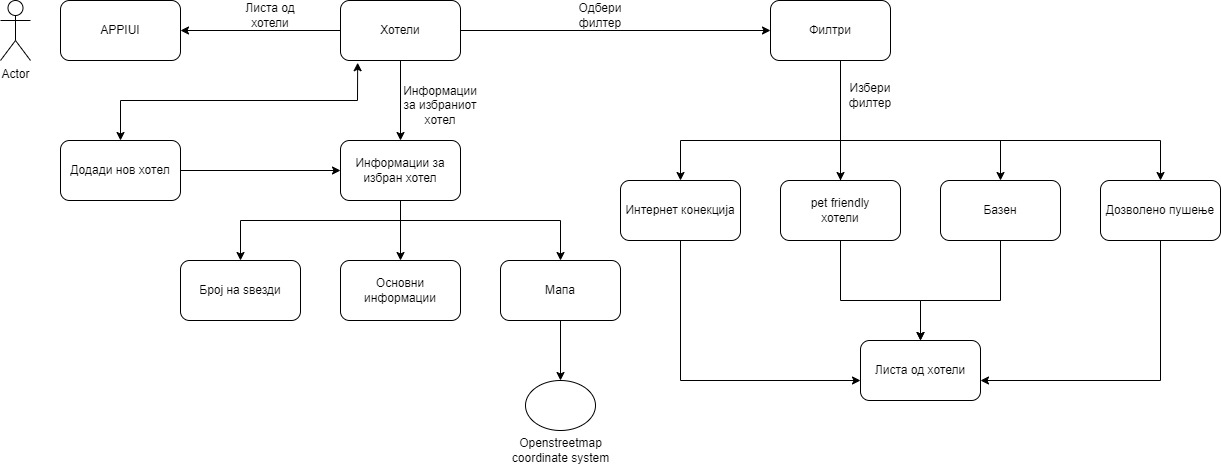 Actor
APPIUI
Листа од
хотели
Хотели
Одбери
филтер
Филтри
Информации
за избраниот
хотел
Избери
филтер
Додади нов хотел
Информации за
избран хотел
Интернет конекција
pet friendly
хотели
Базен
Дозволено пушење
Број на ѕвезди
Основни
информации
Мапа
Листа од хотели
Openstreetmap
coordinate system